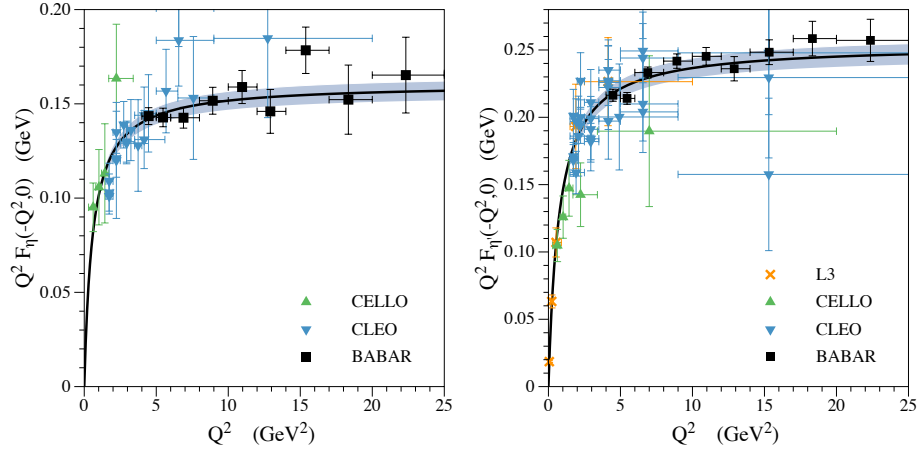 Q² F_η(-Q²,0) (GeV)
0.20
0.15
0.10
0.05
0
0 5 10 15 20 25
Q² (GeV²)
CELLO
CLEO
BABAR
Q² F_η'(-Q²,0) (GeV)
0.25
0.20
0.15
0.10
0.05
0
0 5 10 15 20 25
Q² (GeV²)
L3
CELLO
CLEO
BABAR